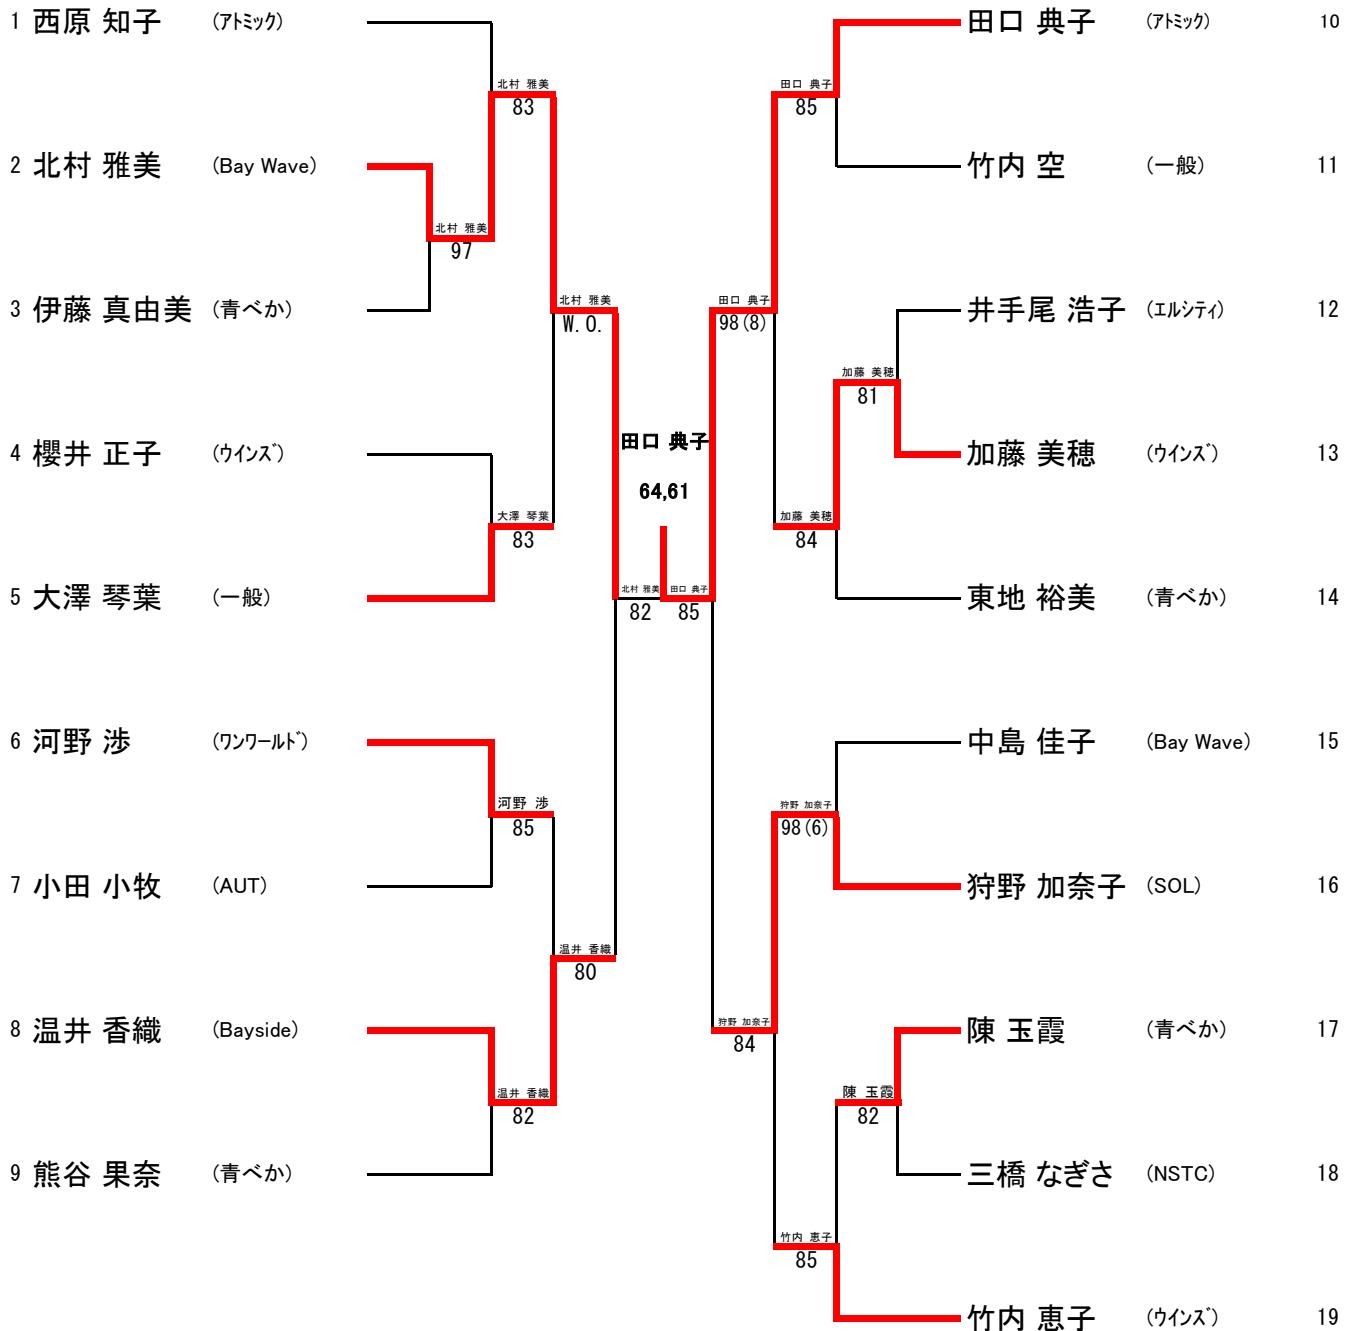 1 西原 知子 (ｱﾄﾐｯｸ)
北村 雅美
83
2 北村 雅美 (Bay Wave)
北村 雅美
97
3 伊藤 真由美 (青べか)
北村 雅美
W.O.
4 櫻井 正子 (ｳｲﾝｽﾞ)
大澤 琴葉
83
5 大澤 琴葉 (一般)
6 河野 渉 (ﾜﾝﾜｰﾙﾄﾞ)
河野 渉
85
7 小田 小牧 (AUT)
温井 香織
80
8 温井 香織 (Bayside)
温井 香織
82
9 熊谷 果奈 (青べか)
田口 典子
64,61
北村 雅美 田口 典子
82 85
田口 典子 (ｱﾄﾐｯｸ) 10
田口 典子
85
竹内 空 (一般) 11
田口 典子
98(8)
井手尾 浩子 (ｴﾙｼﾃｨ) 12
加藤 美穂
81
加藤 美穂 (ｳｲﾝｽﾞ) 13
加藤 美穂
84
東地 裕美 (青べか) 14
中島 佳子 (Bay Wave) 15
狩野 加奈子
98(6)
狩野 加奈子 (SOL) 16
狩野 加奈子
84
陳 玉霞 (青べか) 17
陳 玉霞
82
三橋 なぎさ (NSTC) 18
竹内 恵子
85
竹内 恵子 (ｳｲﾝｽﾞ) 19